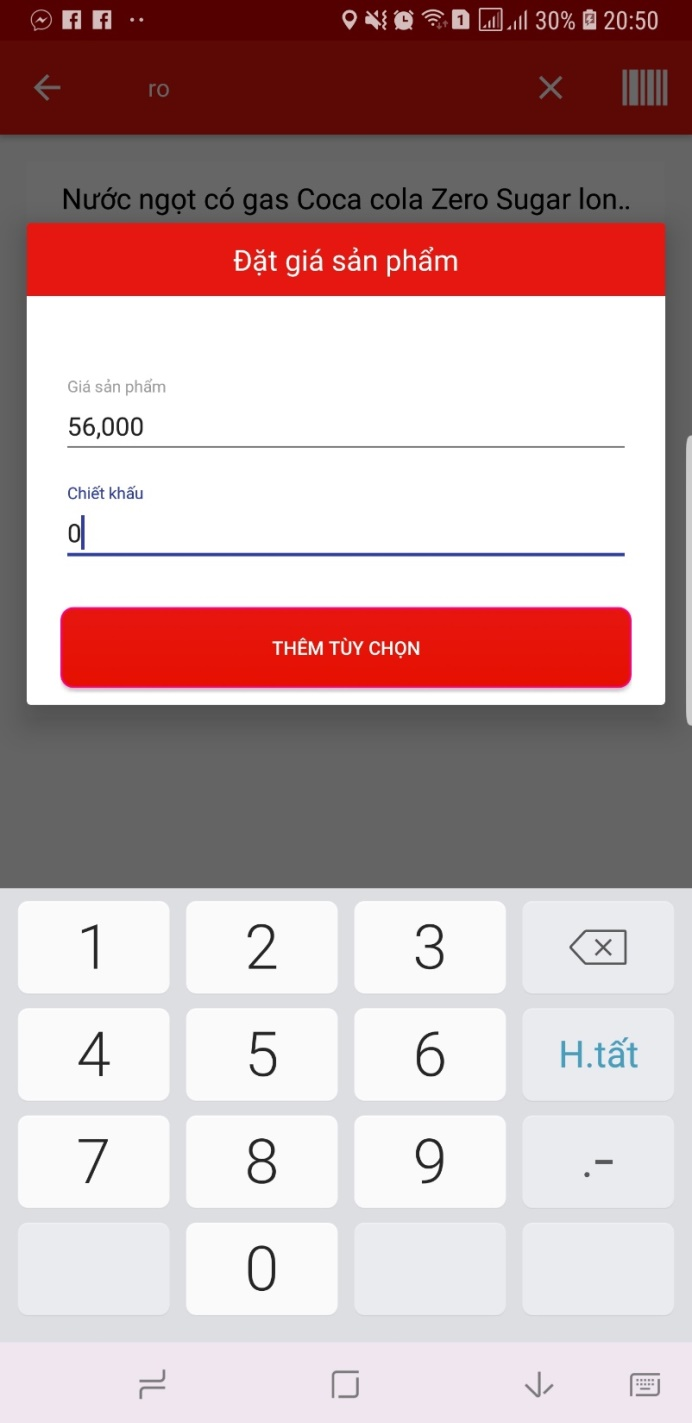 1 30% 20:50
ro
Nước ngọt có gas Coca cola Zero Sugar lon..
Đặt giá sản phẩm
Giá sản phẩm
56,000
Chiết khấu
0
THÊM TÙY CHỌN
1 2 3
4 5 6 H.tất
7 8 9 .-
0